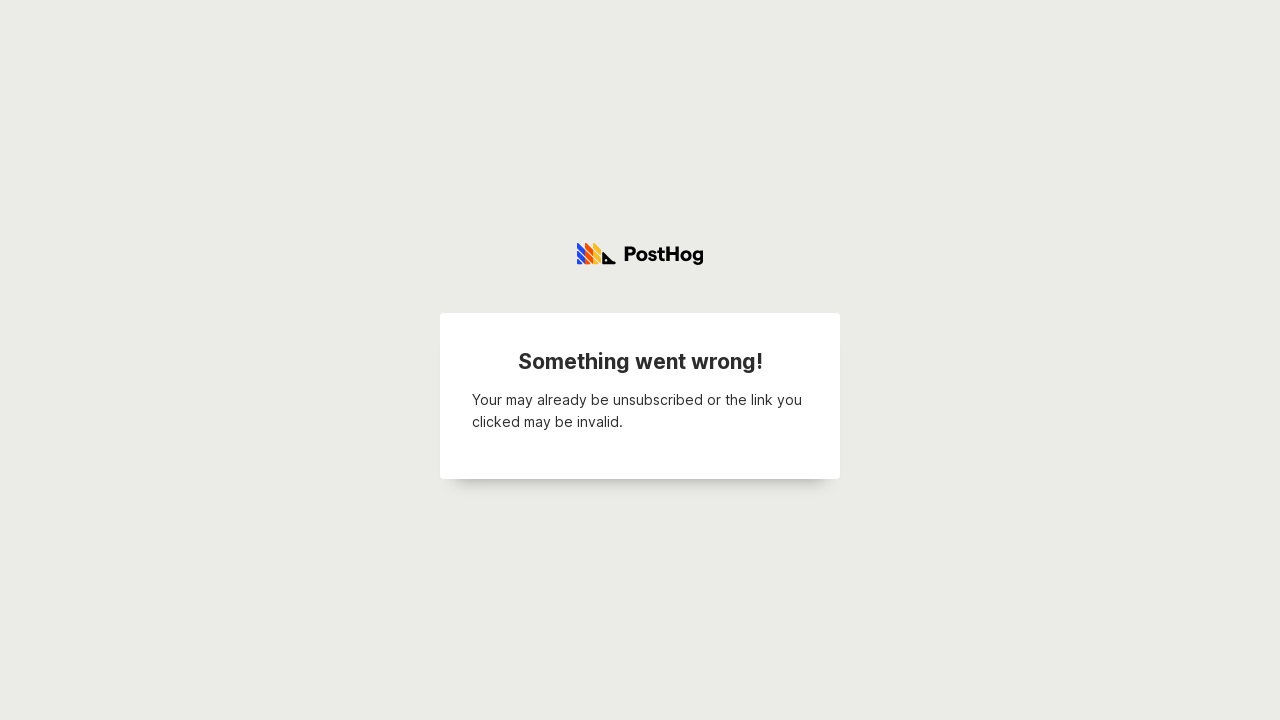 PostHog
Something went wrong!
Your may already be unsubscribed or the link you
clicked may be invalid.